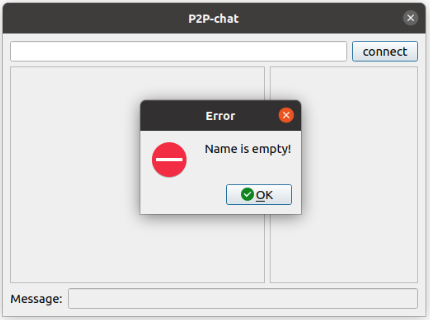 P2P-chat
connect
Error
Name is empty!
OK
Message: